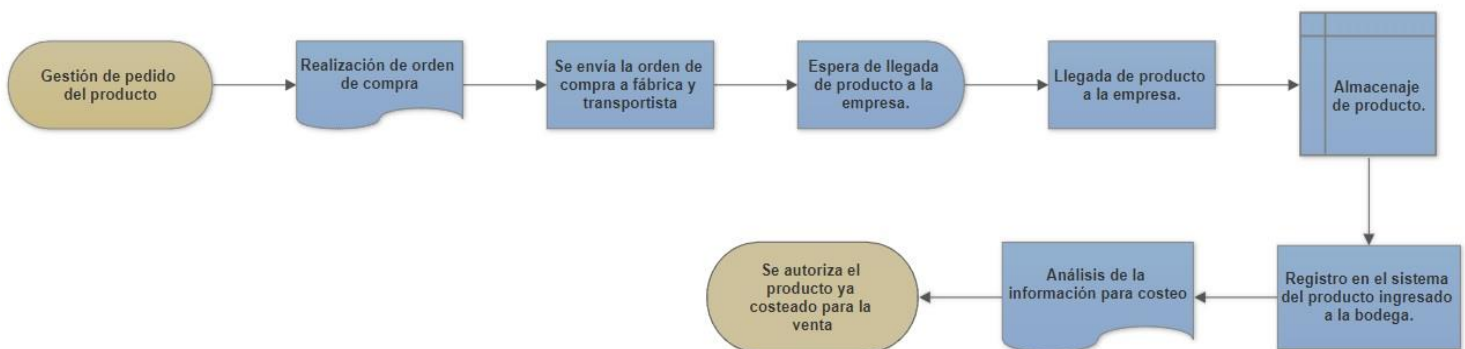 Gestión de pedido
del producto
Realización de orden
de compra
Se envía la orden de
compra a fábrica y
transportista
Espera de llegada
de producto a la
empresa.
Llegada de producto
a la empresa.
Almacenaje
de producto.
Registro en el sistema
del producto ingresado
a la bodega.
Análisis de la
información para costeo
Se autoriza el
producto ya
costeado para la
venta